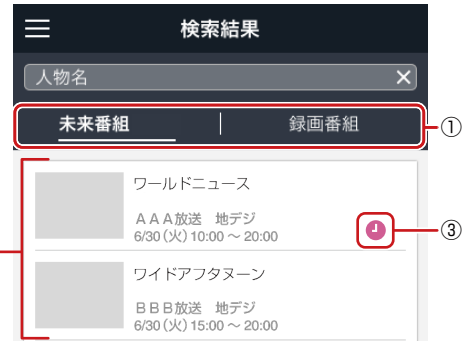 検索結果
人物名
未来番組
録画番組
①
ワールドニュース
ＡＡＡ放送　地デジ
6/30（火）10:00 ～ 20:00
③
ワイドアフタヌーン
ＢＢＢ放送　地デジ
6/30（火）15:00 ～ 20:00